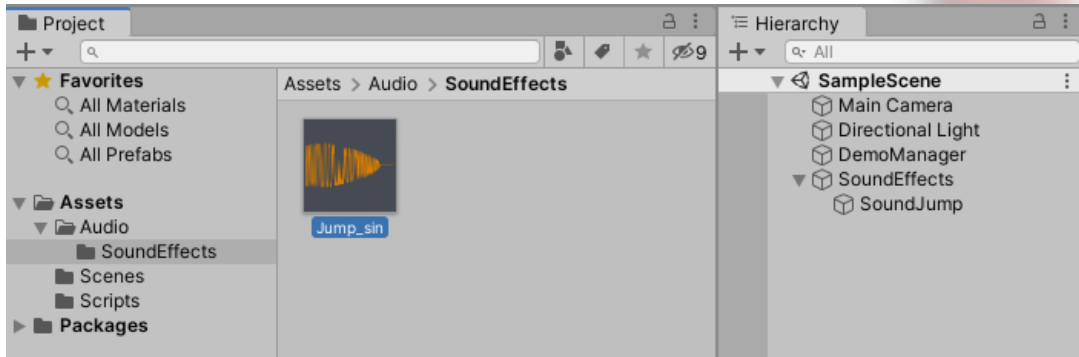 Project
9
Favorites
All Materials
All Models
All Prefabs
Assets
Audio
SoundEffects
Scenes
Scripts
Packages
Assets > Audio > SoundEffects
Jump_sin
Hierarchy
All
SampleScene
Main Camera
Directional Light
DemoManager
SoundEffects
SoundJump